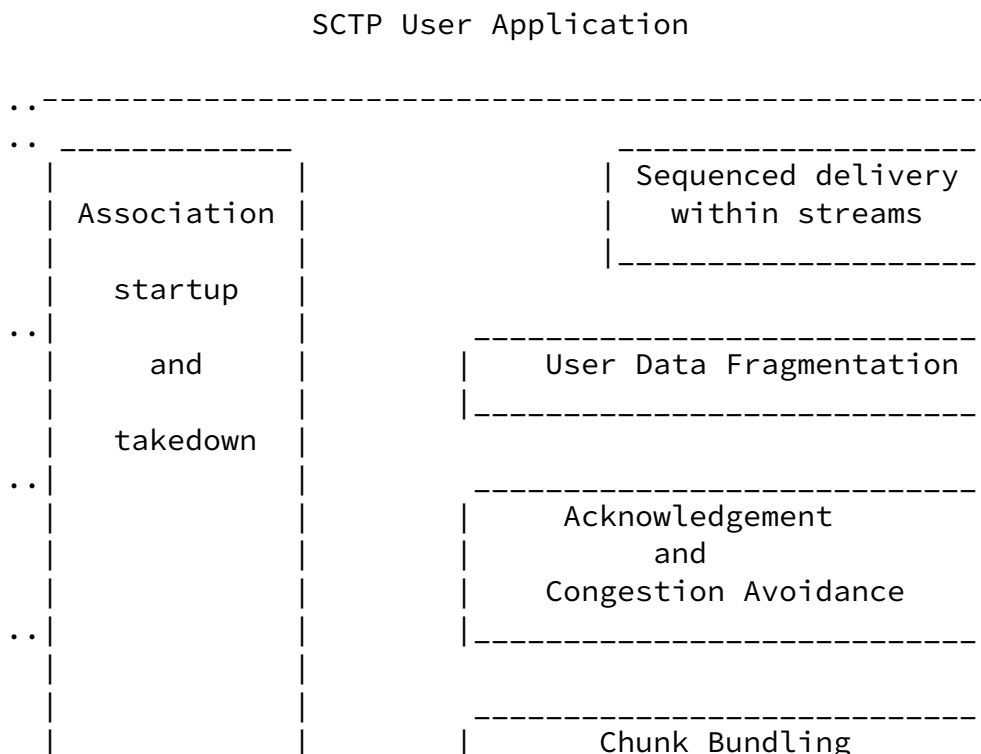 SCTP User Application
Sequenced delivery
Association within streams
startup
and User Data Fragmentation
takedown
Acknowledgement
and
Congestion Avoidance
Chunk Bundling